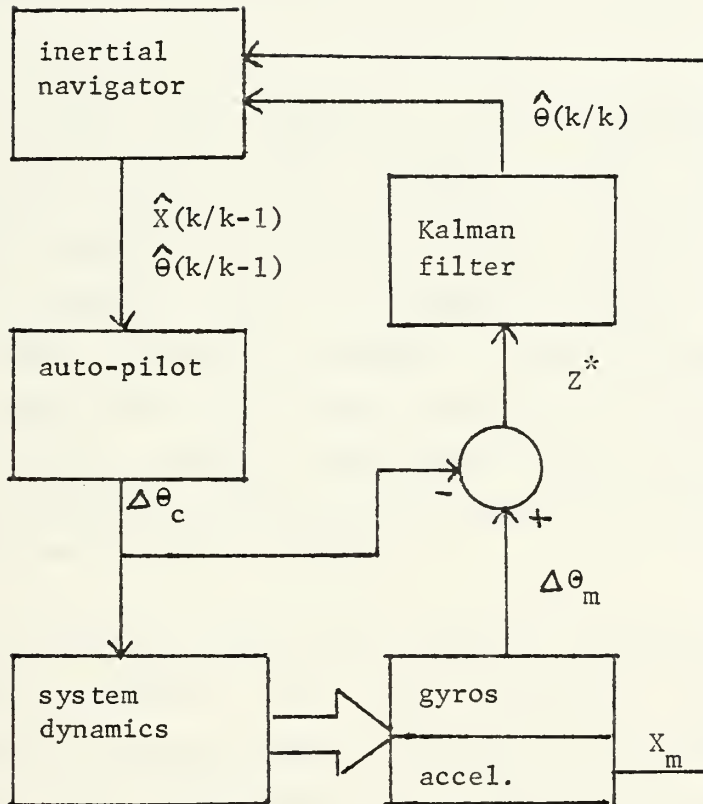 inertial
navigator
θ̂(k/k)
X̂(k/k-1)
θ̂(k/k-1)
Kalman
filter
auto-pilot
Z*
-
+
Δθc
Δθm
system
dynamics
gyros
accel.
Xm